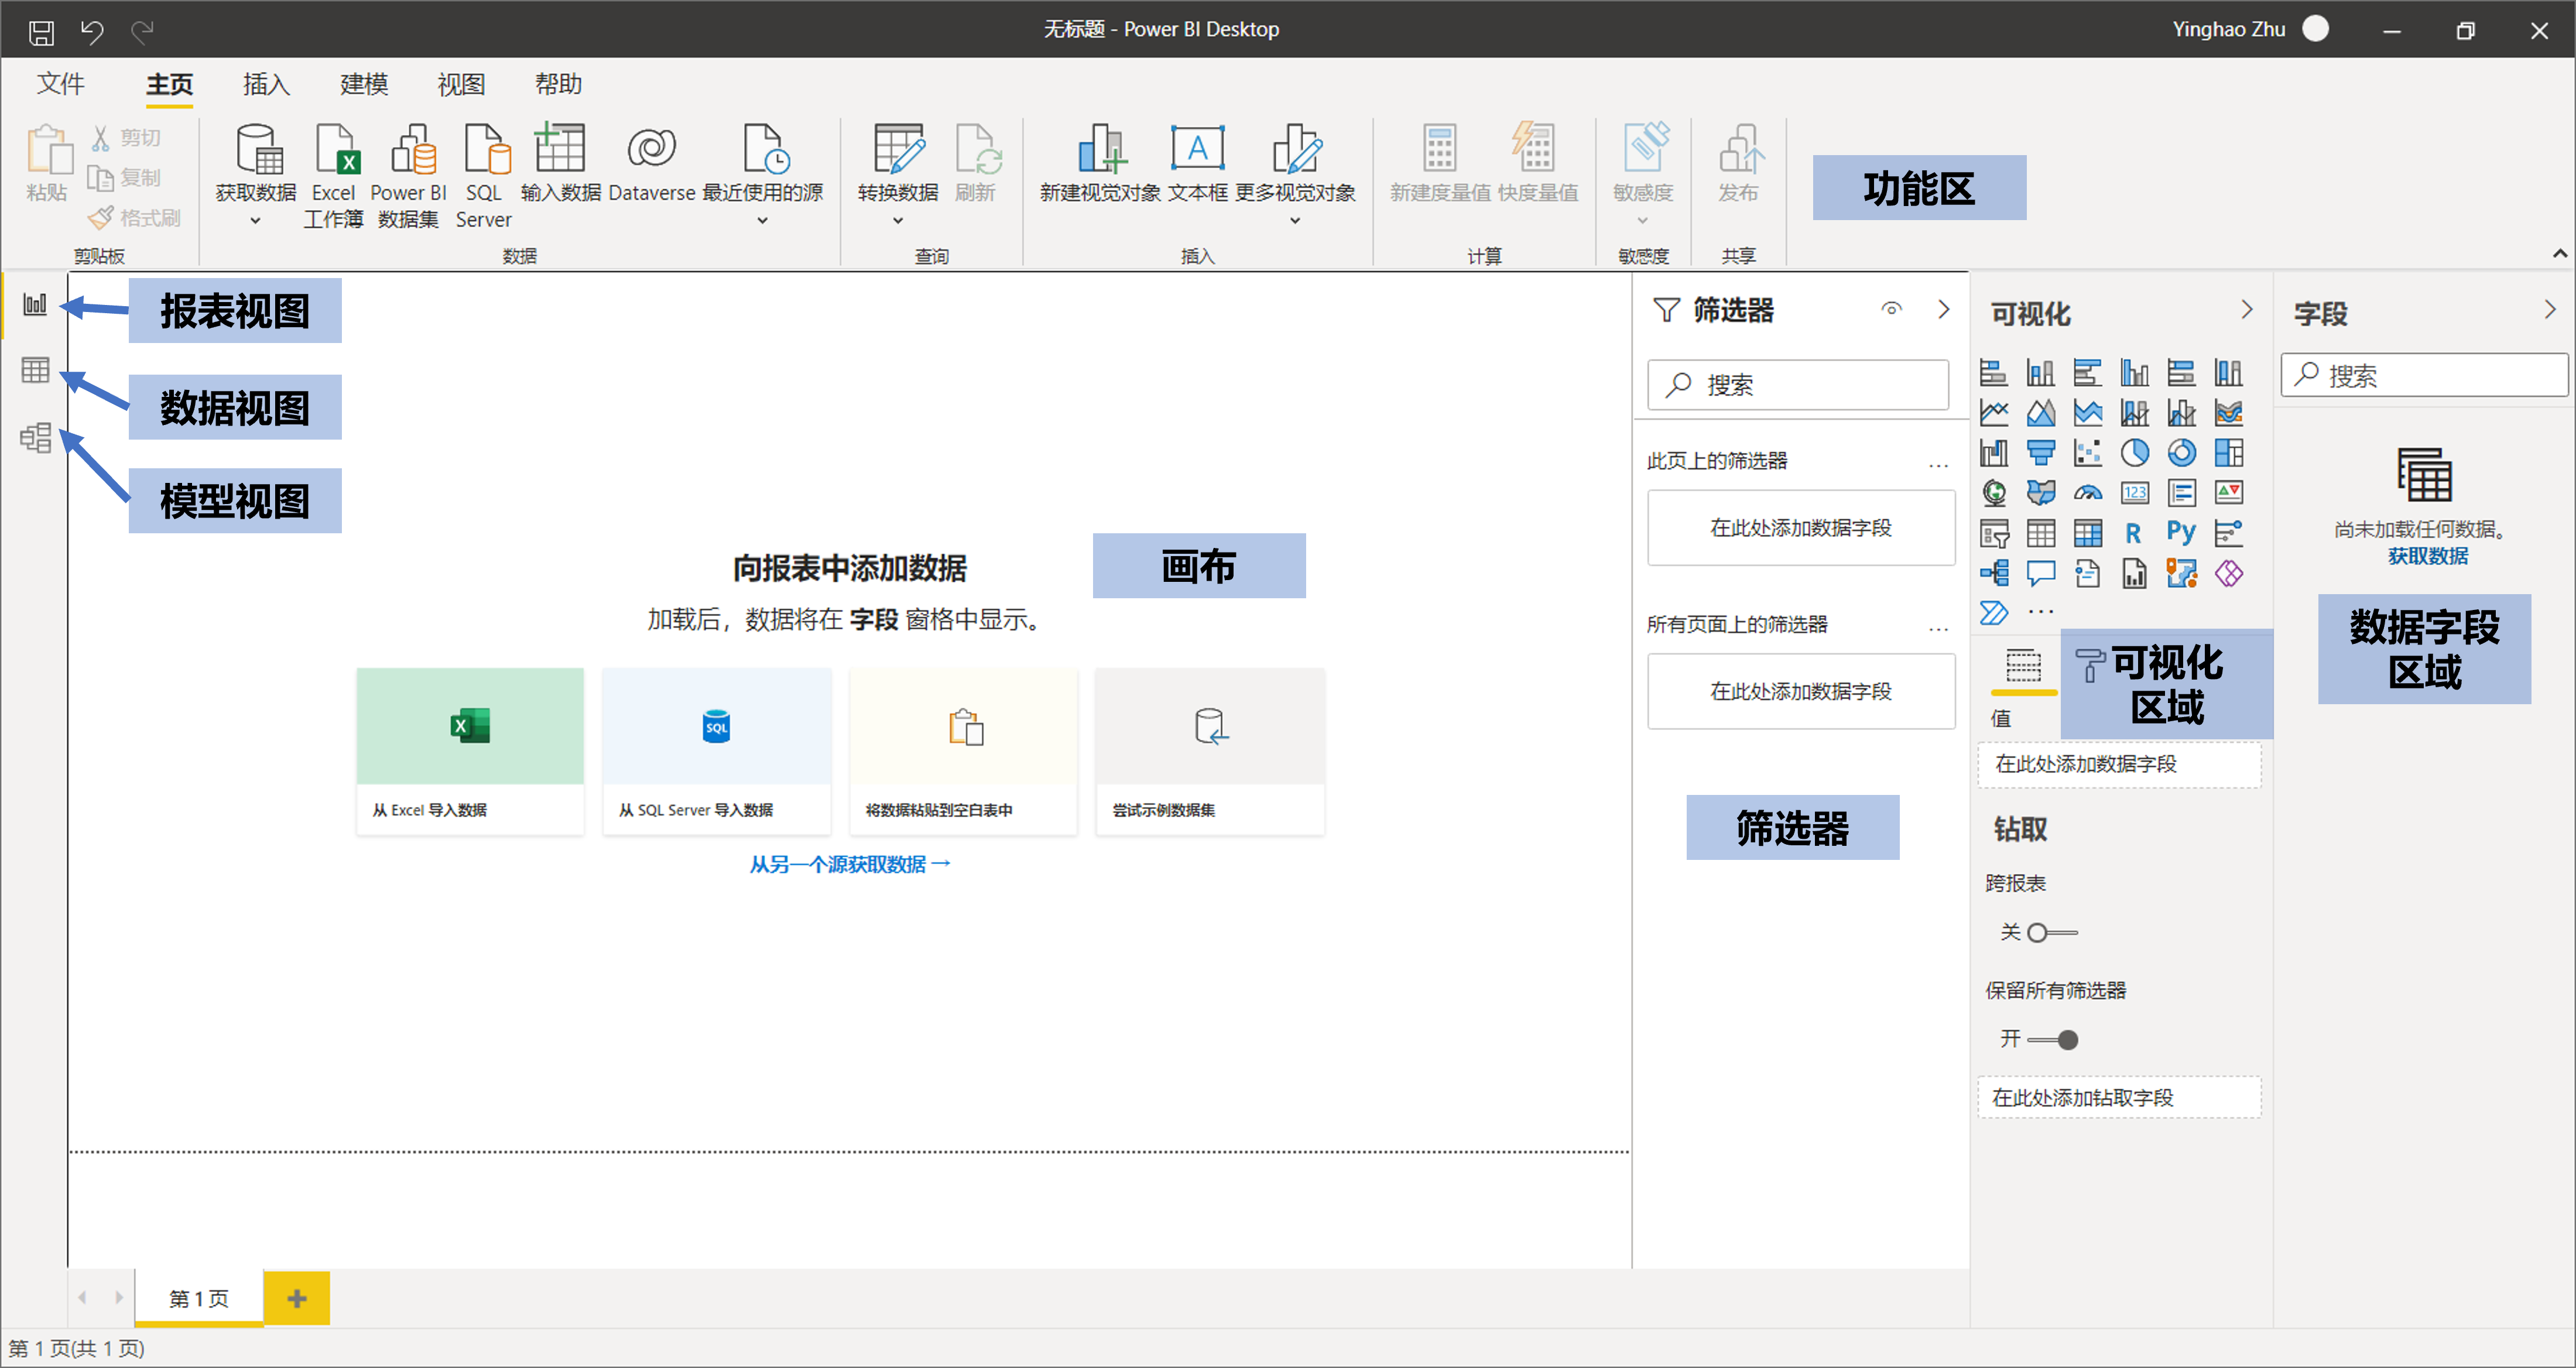 无标题 - Power BI Desktop
Yinghao Zhu
文件 主页 插入 建模 视图 帮助
粘贴
剪切
复制
格式刷
剪贴板
获取数据
Excel
工作簿
Power BI
数据集
SQL
Server
输入数据
Dataverse
最近使用的源
数据
转换数据
刷新
查询
新建视觉对象
A
文本框
更多视觉对象
插入
新建度量值
快度量值
计算
敏感度
敏感度
发布
共享
功能区
报表视图
数据视图
模型视图
向报表中添加数据
画布
加载后，数据将在 字段 窗格中显示。
SQL
从 Excel 导入数据
从 SQL Server 导入数据
将数据粘贴到空白表中
尝试示例数据集
从另一个源获取数据 →
筛选器
搜索
此页上的筛选器 ...
在此处添加数据字段
所有页面上的筛选器 ...
在此处添加数据字段
筛选器
可视化
123
R Py
...
可视化
区域
值
在此处添加数据字段
钻取
跨报表
关
保留所有筛选器
开
在此处添加钻取字段
字段
搜索
尚未加载任何数据。
获取数据
数据字段
区域
第 1 页
第 1 页(共 1 页)